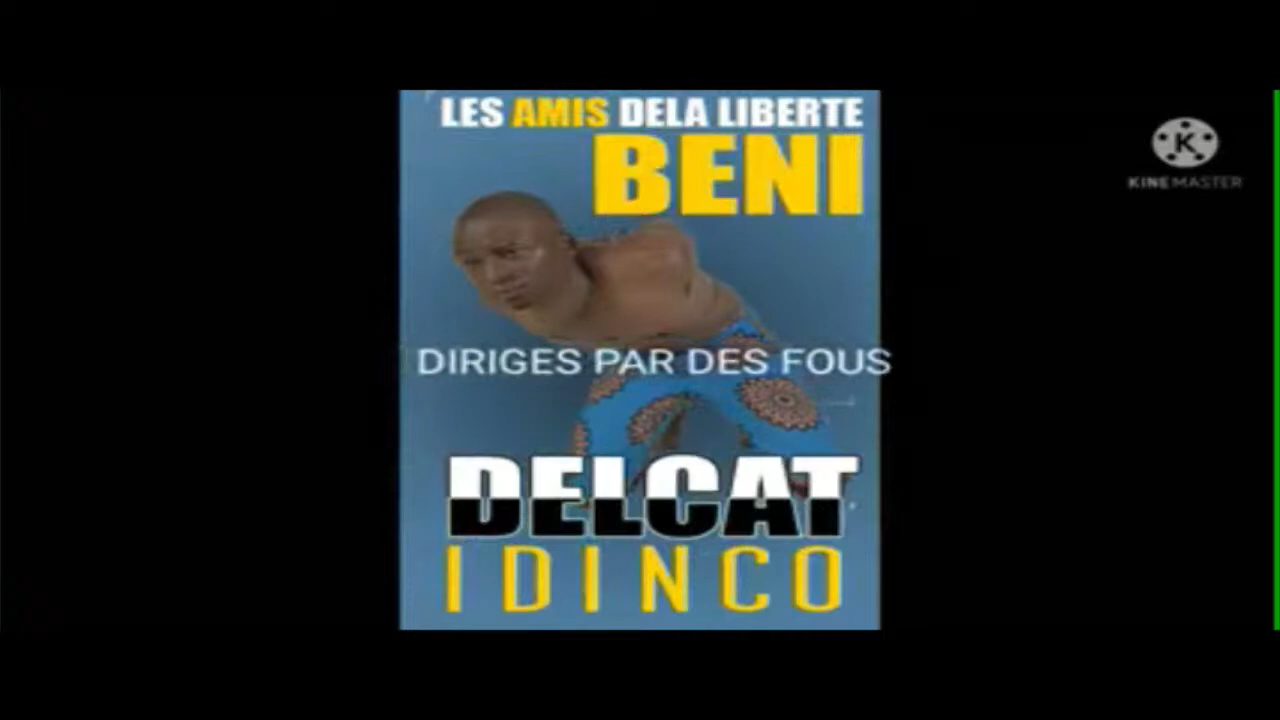 LES AMIS DELA LIBERTE
BENI
DIRIGES PAR DES FOUS
DELCAT
IDINCO
KINEMASTER